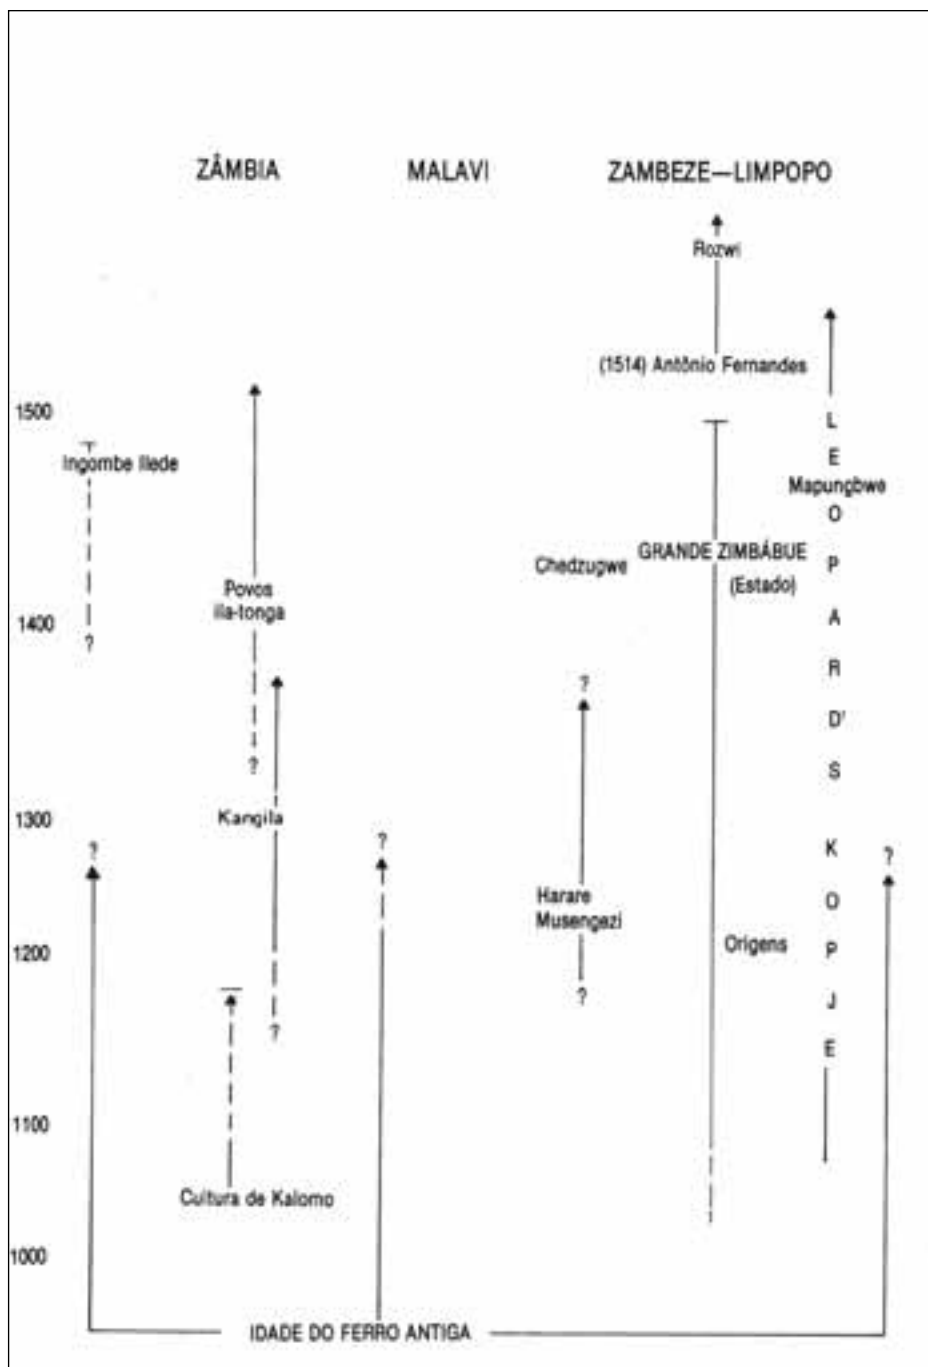 ZÂMBIA MALAVI ZAMBEZE—LIMPOPO
Rozwi
(1514) Antônio Fernandes
1500
L
Ingombe Ilede
E
Mapungbwe
O
GRANDE ZIMBÁBUE
Chedzugwe
P
(Estado)
Povos
ila-tonga
A
1400
R
?
?
D'
?
S
1300
Kangila
?
?
K
?
Harare
Musengezi
O
1200
Origens
P
?
J
?
E
1100
Cultura de Kalomo
1000
IDADE DO FERRO ANTIGA